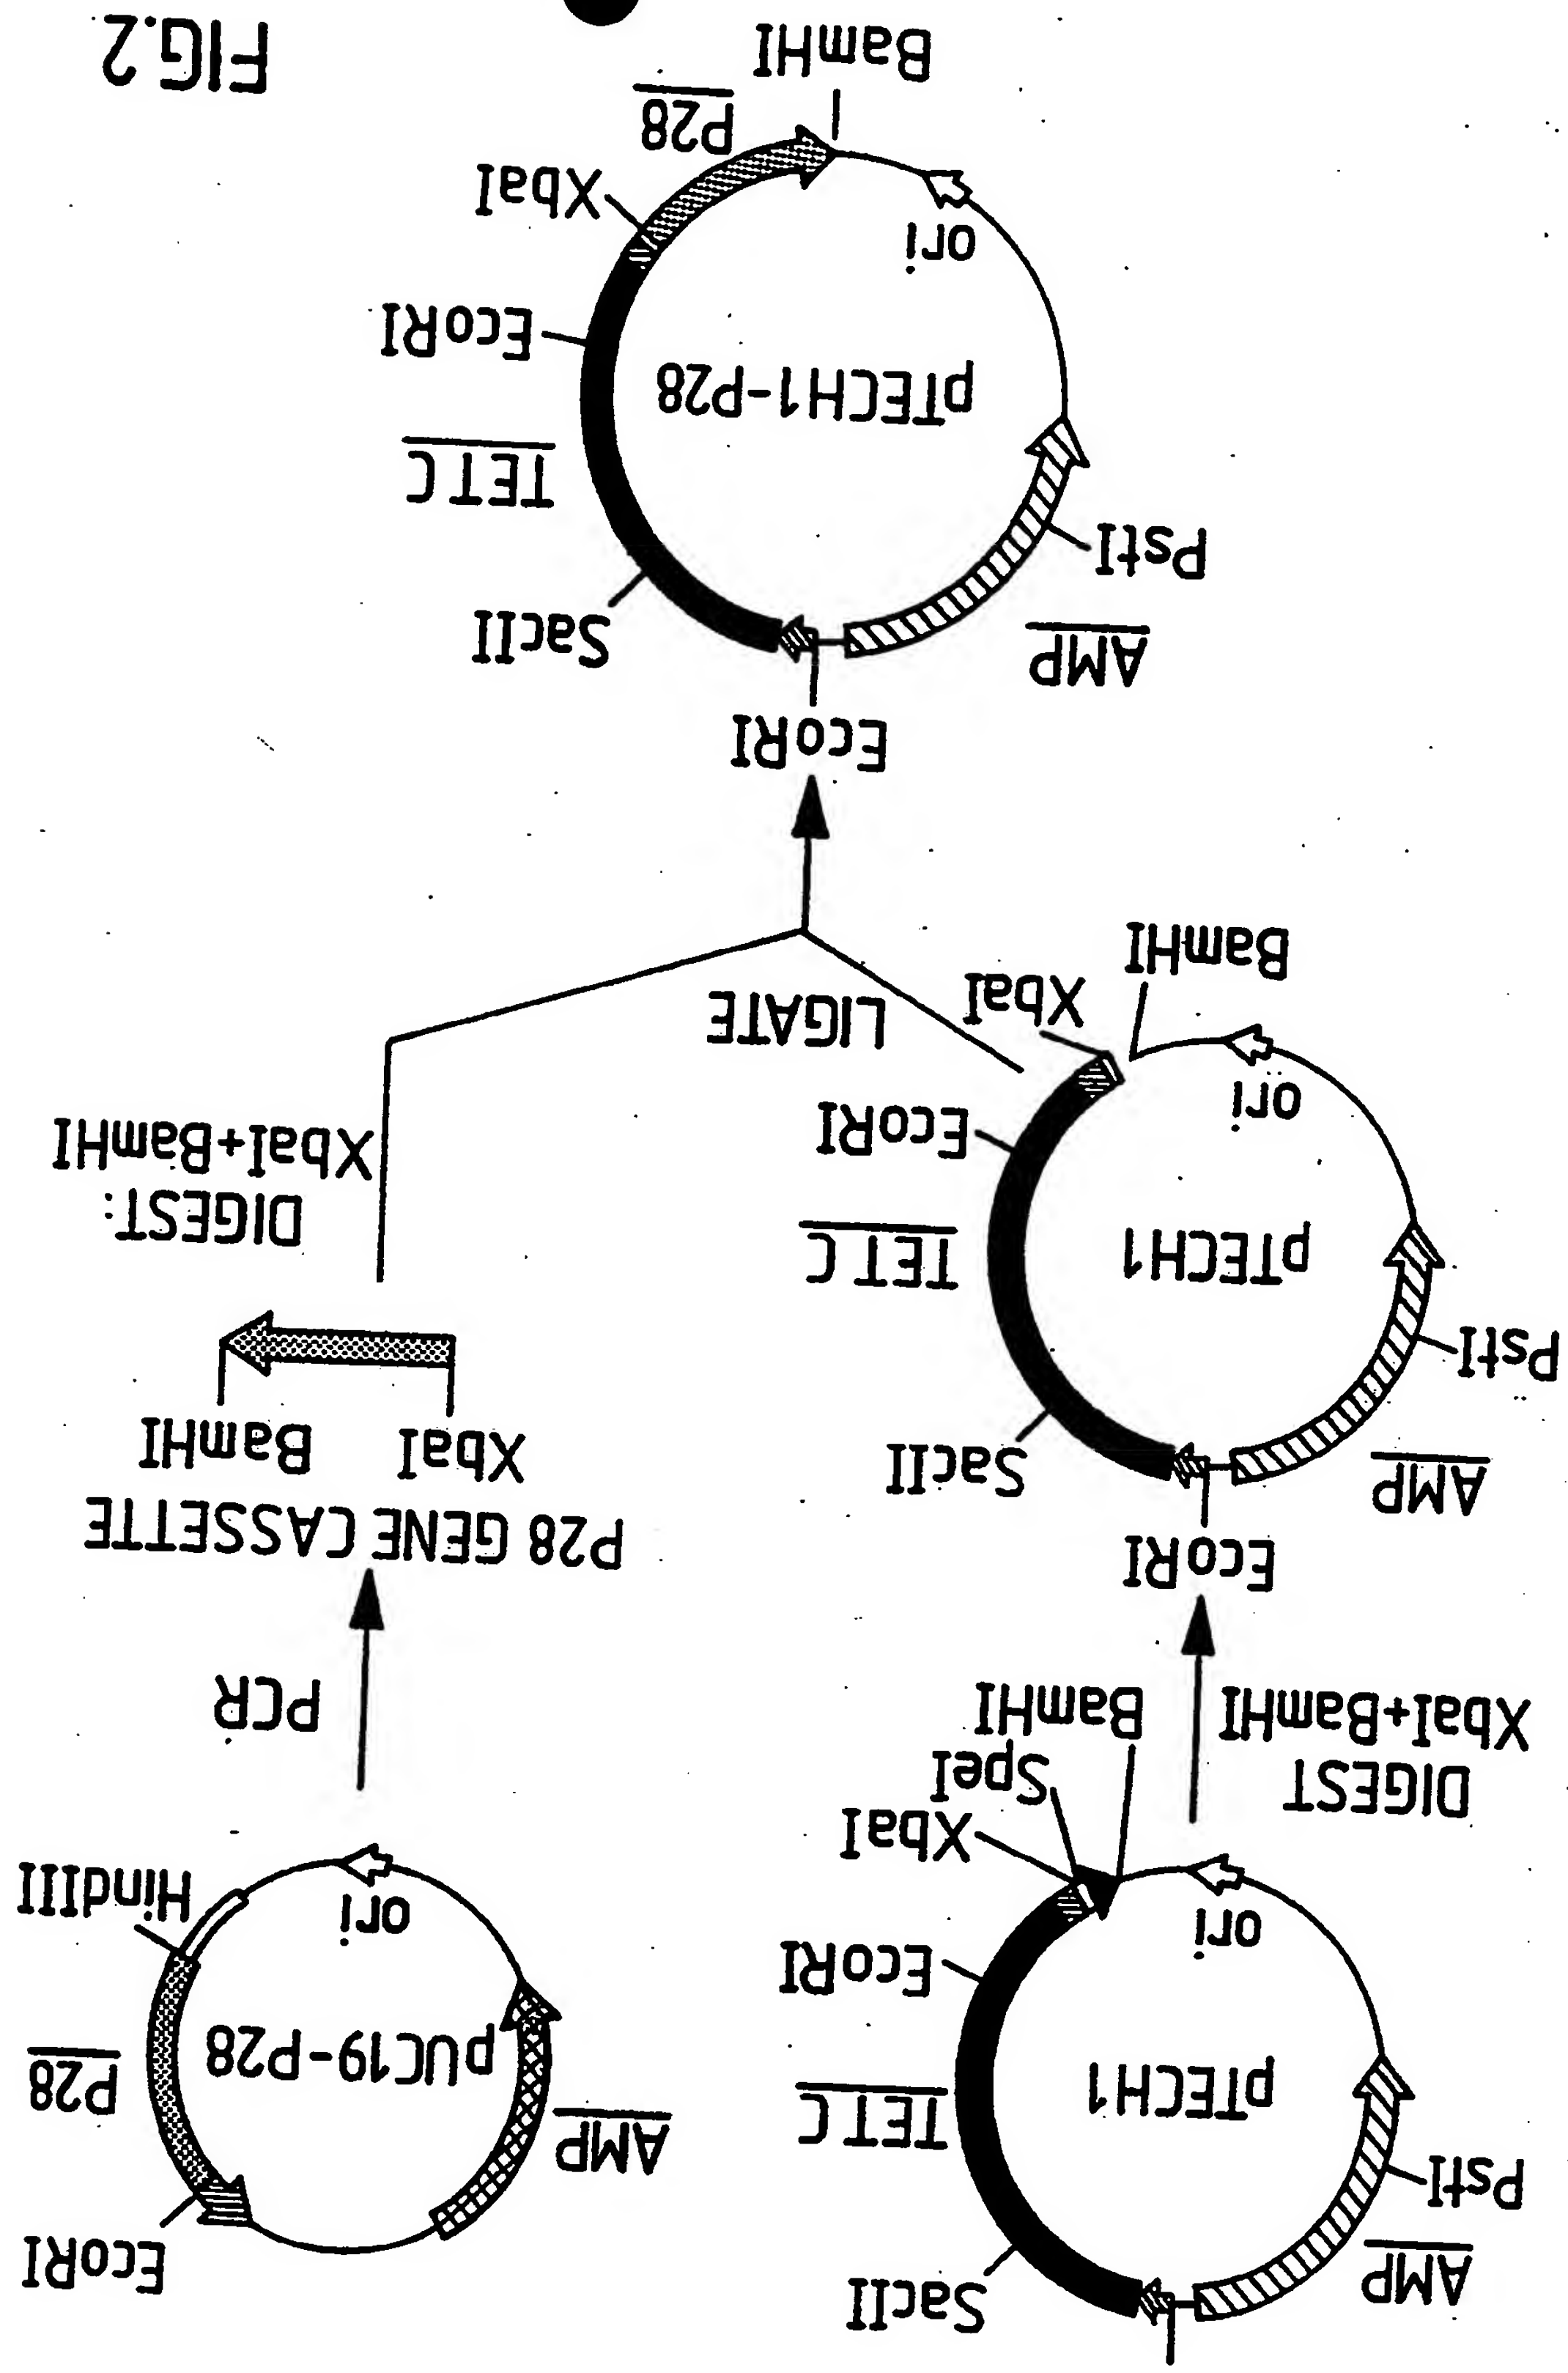 SacII
AMP
PstI
TET C
pTECH1
EcoRI
ori
XbaI
SpeI
BamHI
EcoRI
AMP
P28
pUC19-P28
HindIII
ori
DIGEST
XbaI+BamHI
PCR
EcoRI
SacII
AMP
PstI
TET C
pTECH1
EcoRI
ori
XbaI
BamHI
P28 GENE CASSETTE
XbaI
BamHI
DIGEST:
XbaI+BamHI
LIGATE
EcoRI
SacII
AMP
PstI
TET C
pTECH1-P28
EcoRI
ori
XbaI
P28
BamHI
FIG.2